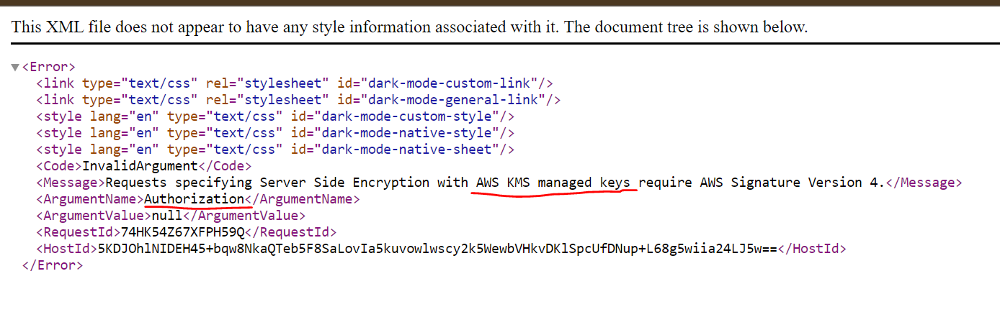 This XML file does not appear to have any style information associated with it. The document tree is shown below.
▼<Error>
<link type="text/css" rel="stylesheet" id="dark-mode-custom-link"/>
<link type="text/css" rel="stylesheet" id="dark-mode-general-link"/>
<style lang="en" type="text/css" id="dark-mode-custom-style"/>
<style lang="en" type="text/css" id="dark-mode-native-style"/>
<style lang="en" type="text/css" id="dark-mode-native-sheet"/>
<Code>InvalidArgument</Code>
<Message>Requests specifying Server Side Encryption with AWS KMS managed keys require AWS Signature Version 4.</Message>
<ArgumentName>Authorization</ArgumentName>
<ArgumentValue>null</ArgumentValue>
<RequestId>74HK54Z67XFPH59Q</RequestId>
<HostId>5KDJOhlNIDEH45+bqw8NkaQTeb5F8SaLovIa5kuvowlwscy2k5WewbVHkvDKlSpcUfDNup+L68g5wiia24LJ5w==</HostId>
</Error>